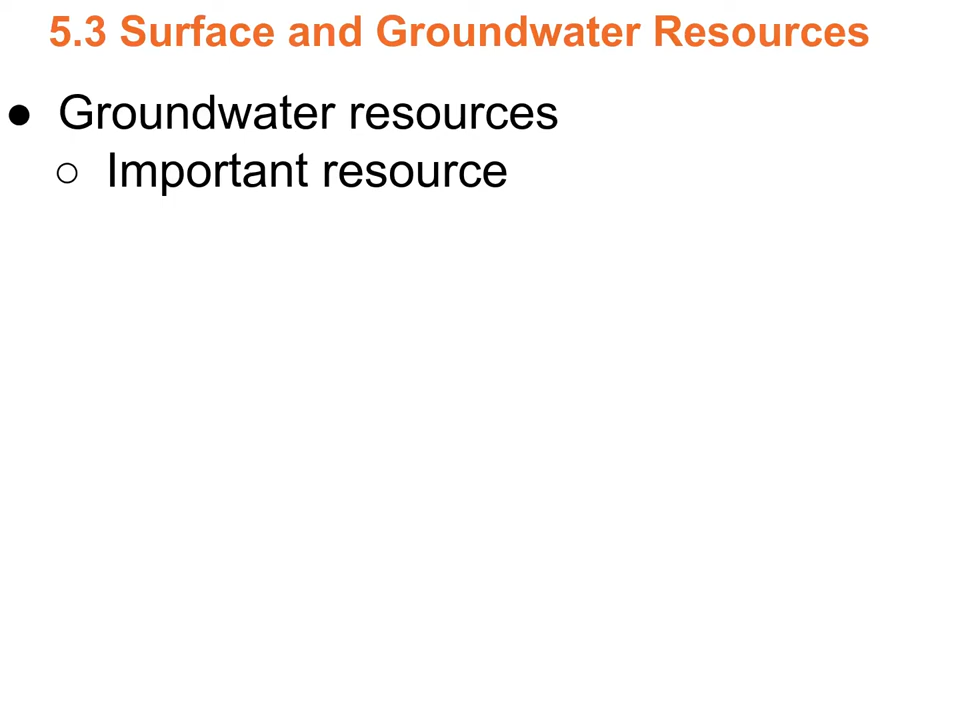 5.3 Surface and Groundwater Resources
● Groundwater resources
○ Important resource